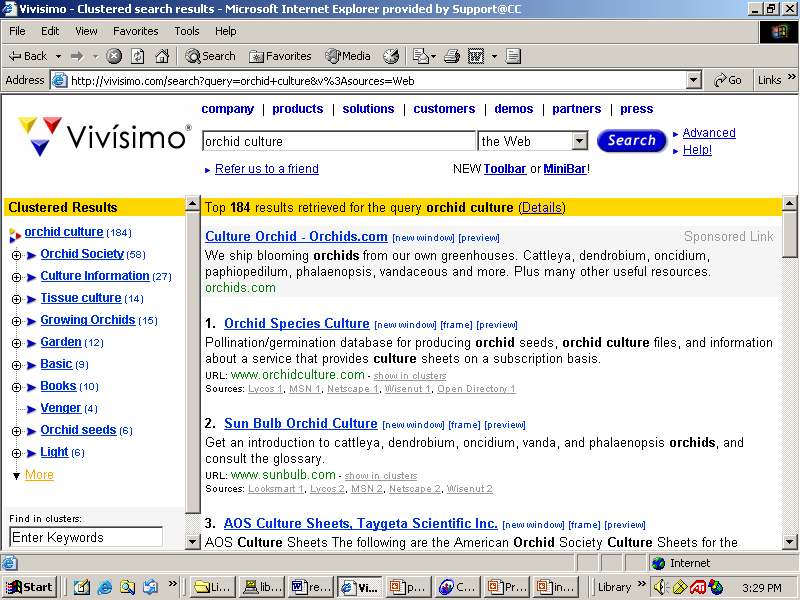 Vivisimo - Clustered search results - Microsoft Internet Explorer provided by Support@CC
File Edit View Favorites Tools Help
Back Search Favorites Media
Address http://vivisimo.com/search?query=orchid+culture&v%3Asources=Web Go Links »
company | products | solutions | customers | demos | partners | press
Vivísimo®
orchid culture the Web Search Advanced
Help!
Refer us to a friend NEW Toolbar or MiniBar!
Clustered Results
orchid culture (184)
Orchid Society (58)
Culture Information (27)
Tissue culture (14)
Growing Orchids (15)
Garden (12)
Basic (9)
Books (10)
Venger (4)
Orchid seeds (6)
Light (6)
More
Find in clusters:
Enter Keywords
Top 184 results retrieved for the query orchid culture (Details)
Culture Orchid - Orchids.com [new window] [preview] Sponsored Link
We ship blooming orchids from our own greenhouses. Cattleya, dendrobium, oncidium,
paphiopedilum, phalaenopsis, vandaceous and more. Plus many other useful resources.
orchids.com
1. Orchid Species Culture [new window] [frame] [preview]
Pollination/germination database for producing orchid seeds, orchid culture files, and information
about a service that provides culture sheets on a subscription basis.
URL: www.orchidculture.com - show in clusters
Sources: Lycos 1, MSN 1, Netscape 1, Wisenut 1, Open Directory 1
2. Sun Bulb Orchid Culture [new window] [frame] [preview]
Get an introduction to cattleya, dendrobium, oncidium, vanda, and phalaenopsis orchids, and
consult the glossary.
URL: www.sunbulb.com - show in clusters
Sources: Looksmart 1, Lycos 2, MSN 2, Netscape 2, Wisenut 2
3. AOS Culture Sheets, Taygeta Scientific Inc. [new window] [frame] [preview]
AOS Culture Sheets The following are the American Orchid Society Culture Sheets for the
Internet
Start » Li... lib... re... Vi... p... C... Pr... in... Library » 3:29 PM